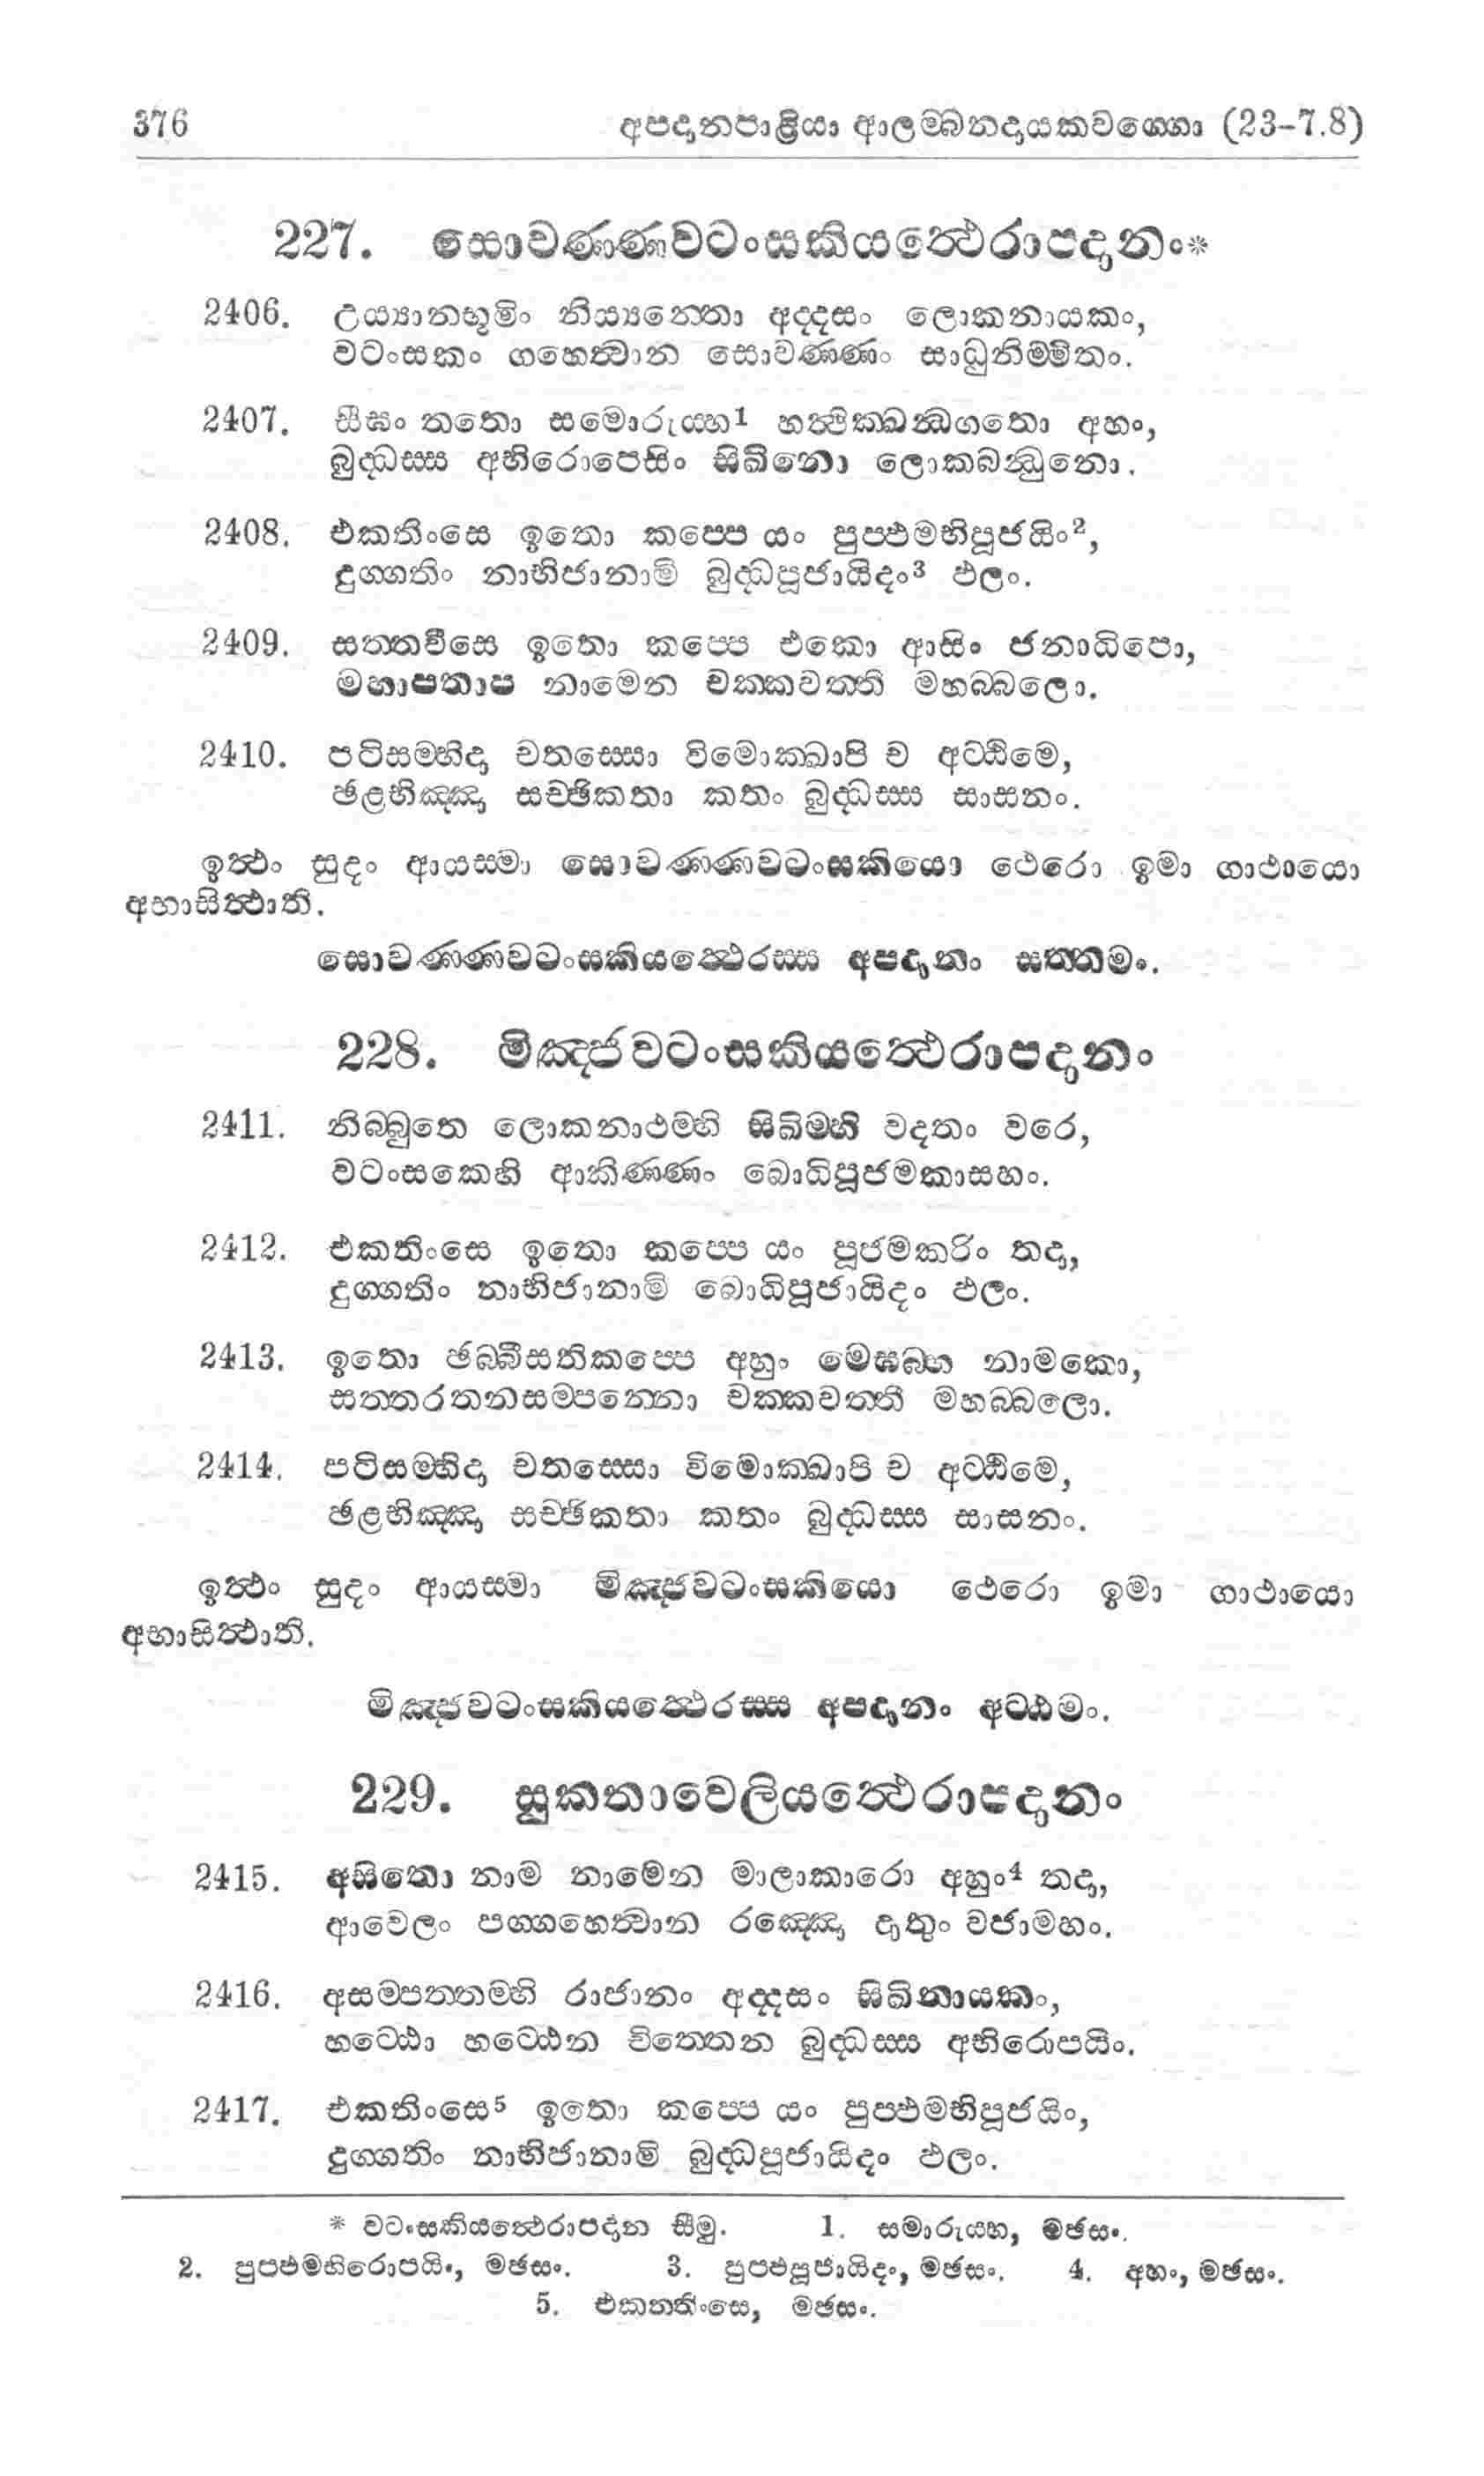 376 අපදානපාළියා ආලම්බනදායකවග්ගො (23-7.8)
227. සොවණ්ණවටංසකියත්ථෙරාපදානං*
2406. උය්‍යානභූමිං නිය්‍යන්තො අද්දසං ලොකනායකං,
වටංසකං ගහෙත්වාන සොවණ්ණං සාධුනිම්මිතං.
2407. සීඝං තතො සමොරුය්හ1 හත්ථික්ඛන්ධගතො අහං,
බුද්ධස්ස අභිරොපෙසිං සිඛිනො ලොකබන්ධුනො.
2408. එකතිංසෙ ඉතො කප්පෙ යං පුප්ඵමභිපූජයිං2,
දුග්ගතිං නාභිජානාමි බුද්ධපූජායිදං3 ඵලං.
2409. සත්තවීසෙ ඉතො කප්පෙ එකො ආසිං ජනාධිපො,
මහාපතාප නාමෙන චක්කවත්ති මහබ්බලො.
2410. පටිසම්භිදා චතස්සො විමොක්ඛාපි ච අට්ඨිමෙ,
ඡළභිඤ්ඤා සච්ඡිකතා කතං බුද්ධස්ස සාසනං.
ඉත්ථං සුදං ආයස්මා සොවණ්ණවටංසකියො ථෙරො ඉමා ගාථායො
අභාසිත්ථාති.
සොවණ්ණවටංසකියත්ථෙරස්ස අපදානං සත්තමං.
228. මිඤ්ජවටංසකියත්ථෙරාපදානං
2411. නිබ්බුතෙ ලොකනාථම්හි සිඛිම්හි වදතං වරෙ,
වටංසකෙහි ආකිණ්ණං බොධිපූජමකාසහං.
2412. එකතිංසෙ ඉතො කප්පෙ යං පූජමකරිං තදා,
දුග්ගතිං නාභිජානාමි බොධිපූජායිදං ඵලං.
2413. ඉතො ඡබ්බීසතිකප්පෙ අහුං මෙඝබ්භ නාමකො,
සත්තරතනසම්පන්නො චක්කවත්තී මහබ්බලො.
2414. පටිසම්භිදා චතස්සො විමොක්ඛාපි ච අට්ඨිමෙ,
ඡළභිඤ්ඤා සච්ඡිකතා කතං බුද්ධස්ස සාසනං.
ඉත්ථං සුදං ආයස්මා මිඤ්ජවටංසකියො ථෙරො ඉමා ගාථායො
අභාසිත්ථාති.
මිඤ්ජවටංසකියත්ථෙරස්ස අපදානං අට්ඨමං.
229. සුකතාවෙලියත්ථෙරාපදානං
2415. අසිතො නාම නාමෙන මාලාකාරො අහුං4 තදා,
ආවෙලං පග්ගහෙත්වාන රඤ්ඤො දාතුං වජාමහං.
2416. අසම්පත්තම්හි රාජානං අද්දසං සිඛිනායකං,
හට්ඨො හට්ඨෙන චිත්තෙන බුද්ධස්ස අභිරොපයිං.
2417. එකතිංසෙ5 ඉතො කප්පෙ යං පුප්ඵමභිපූජයිං,
දුග්ගතිං නාභිජානාමි බුද්ධපූජායිදං ඵලං.
* වටංසකියත්ථෙරාපදාන සීමු. 1. සමාරුය්හ, මඡසං.
2. පුප්ඵමභිරොපයිං, මඡසං. 3. පුප්ඵපූජායිදං, මඡසං. 4. අහං, මඡසං.
5. එකත්තිංසෙ, මඡසං.